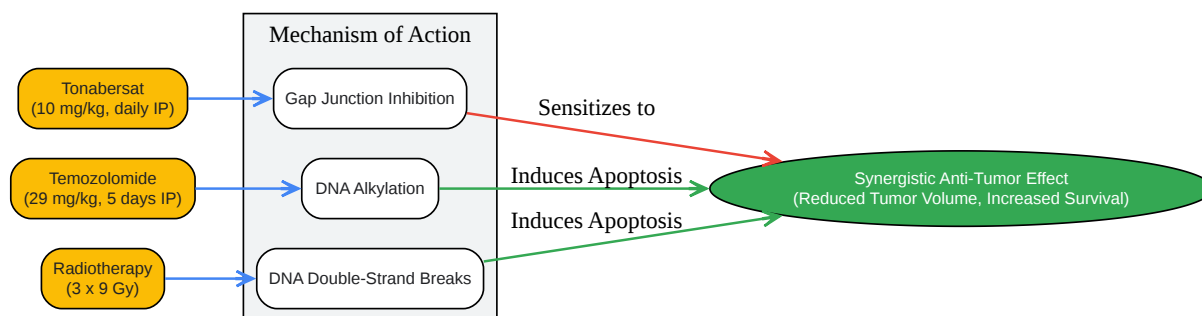 Mechanism of Action
Tonabersat
(10 mg/kg, daily IP)
Gap Junction Inhibition
Sensitizes to
Temozolomide
(29 mg/kg, 5 days IP)
DNA Alkylation
Induces Apoptosis
Synergistic Anti-Tumor Effect
(Reduced Tumor Volume, Increased Survival)
Radiotherapy
(3 x 9 Gy)
DNA Double-Strand Breaks
Induces Apoptosis